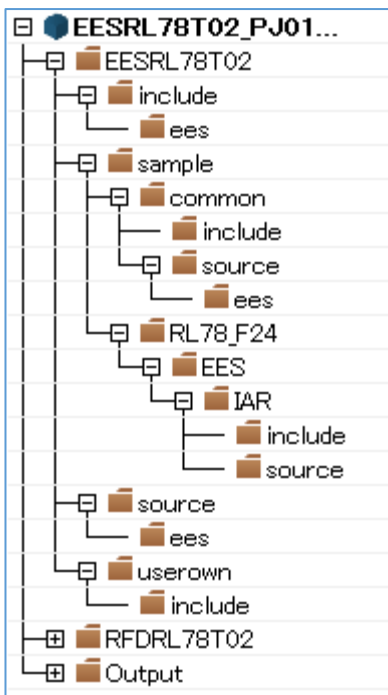 EESRL78T02_PJ01...
EESRL78T02
include
ees
sample
common
include
source
ees
RL78_F24
EES
IAR
include
source
source
ees
userown
include
RFDRL78T02
Output